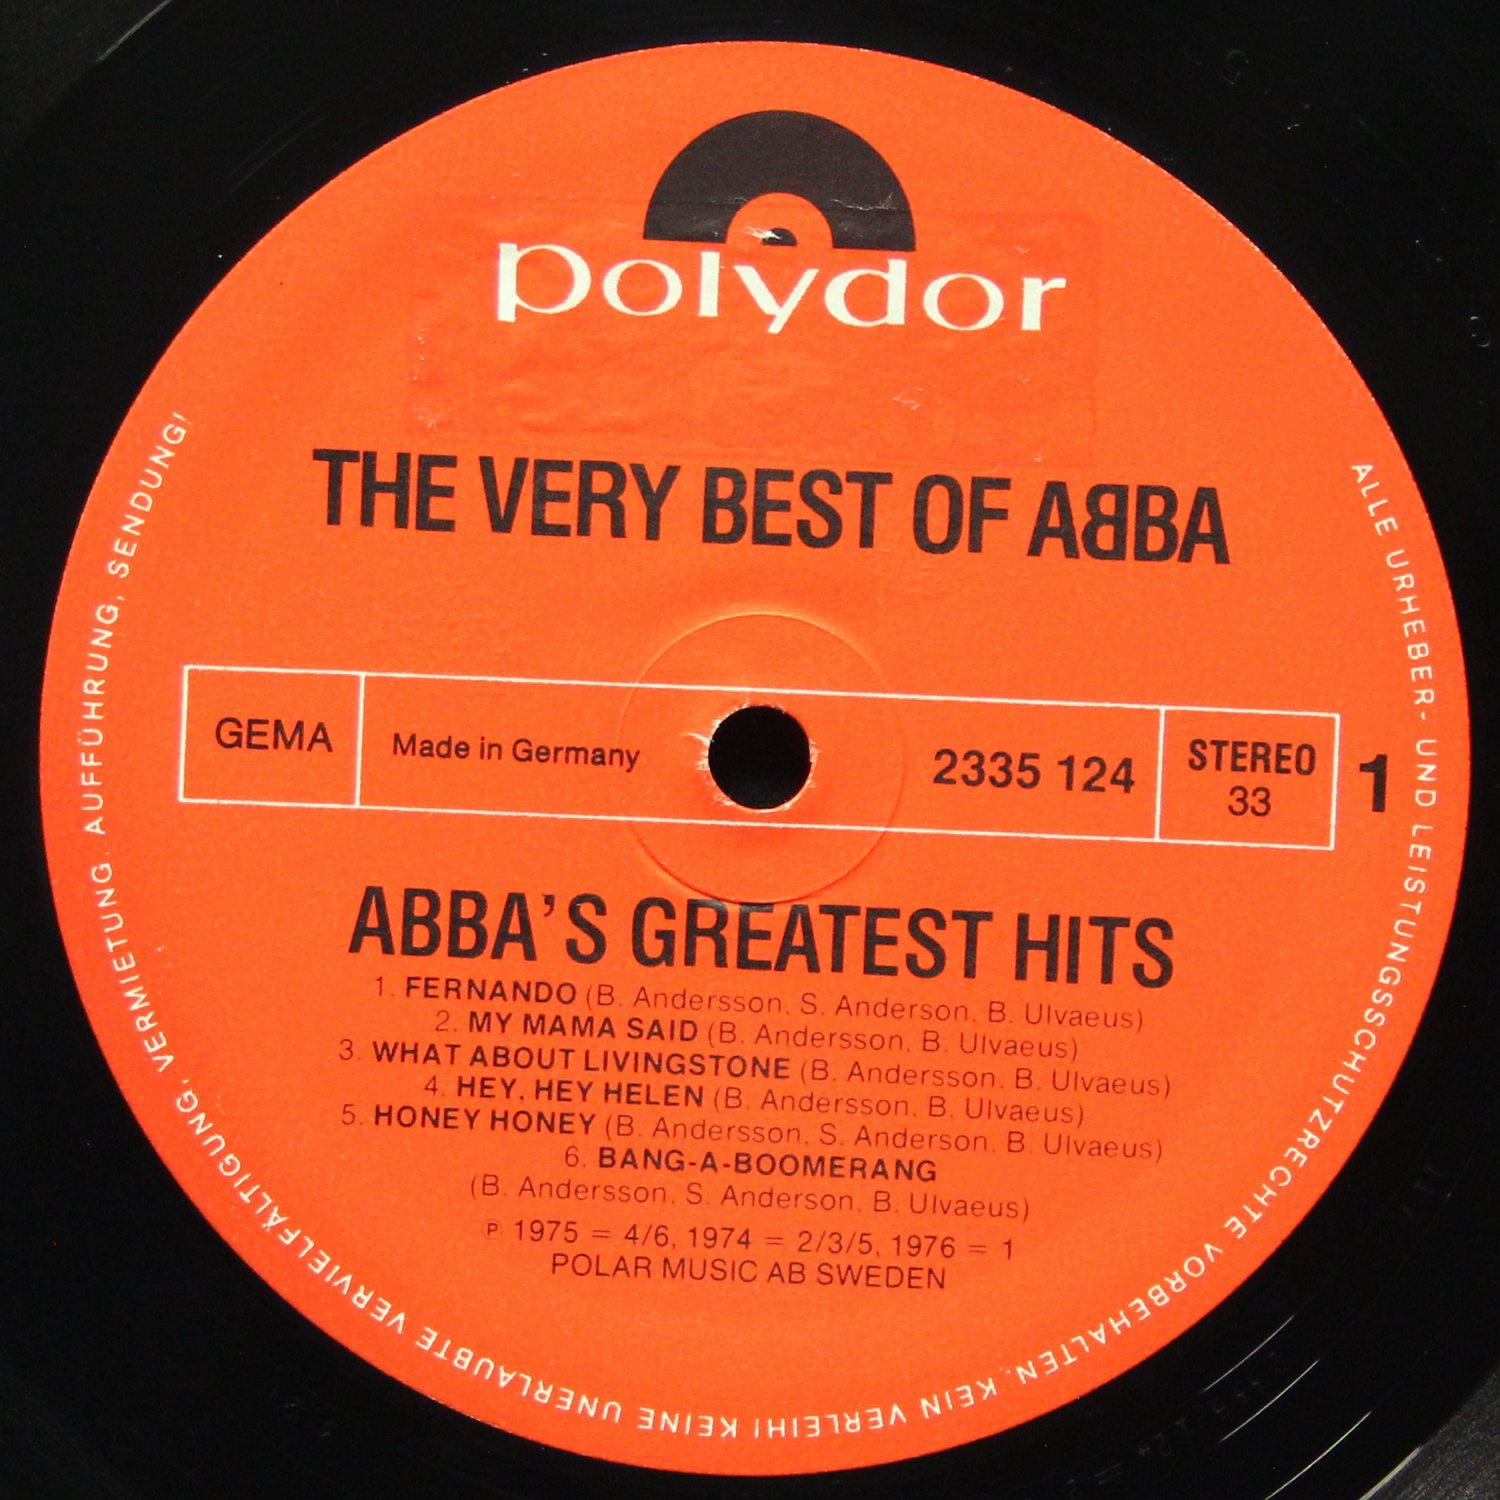 polydor
THE VERY BEST OF ABBA
GEMA
Made in Germany
2335 124
STEREO
33
1
ABBA'S GREATEST HITS
1. FERNANDO (B. Andersson, S. Anderson, B. Ulvaeus)
2. MY MAMA SAID (B. Andersson, B. Ulvaeus)
3. WHAT ABOUT LIVINGSTONE (B. Andersson, B. Ulvaeus)
4. HEY, HEY HELEN (B. Andersson, B. Ulvaeus)
5. HONEY HONEY (B. Andersson, S. Anderson, B. Ulvaeus)
6. BANG-A-BOOMERANG
(B. Andersson, S. Anderson, B. Ulvaeus)
℗ 1975 = 4/6, 1974 = 2/3/5, 1976 = 1
POLAR MUSIC AB SWEDEN
ALLE URHEBER- UND LEISTUNGSSCHUTZRECHTE VORBEHALTEN. KEIN VERLEIH! KEINE UNERLAUBTE VERVIELFÄLTIGUNG, VERMIETUNG, AUFFÜHRUNG, SENDUNG!